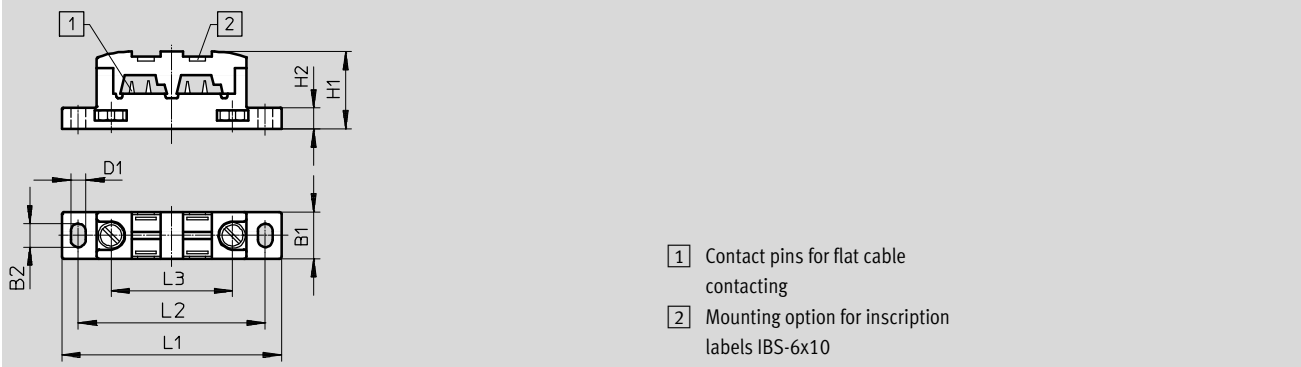 1
2
H2
H1
D1
B1
B2
L3
L2
L1
1 Contact pins for flat cable
contacting
2 Mounting option for inscription
labels IBS-6x10